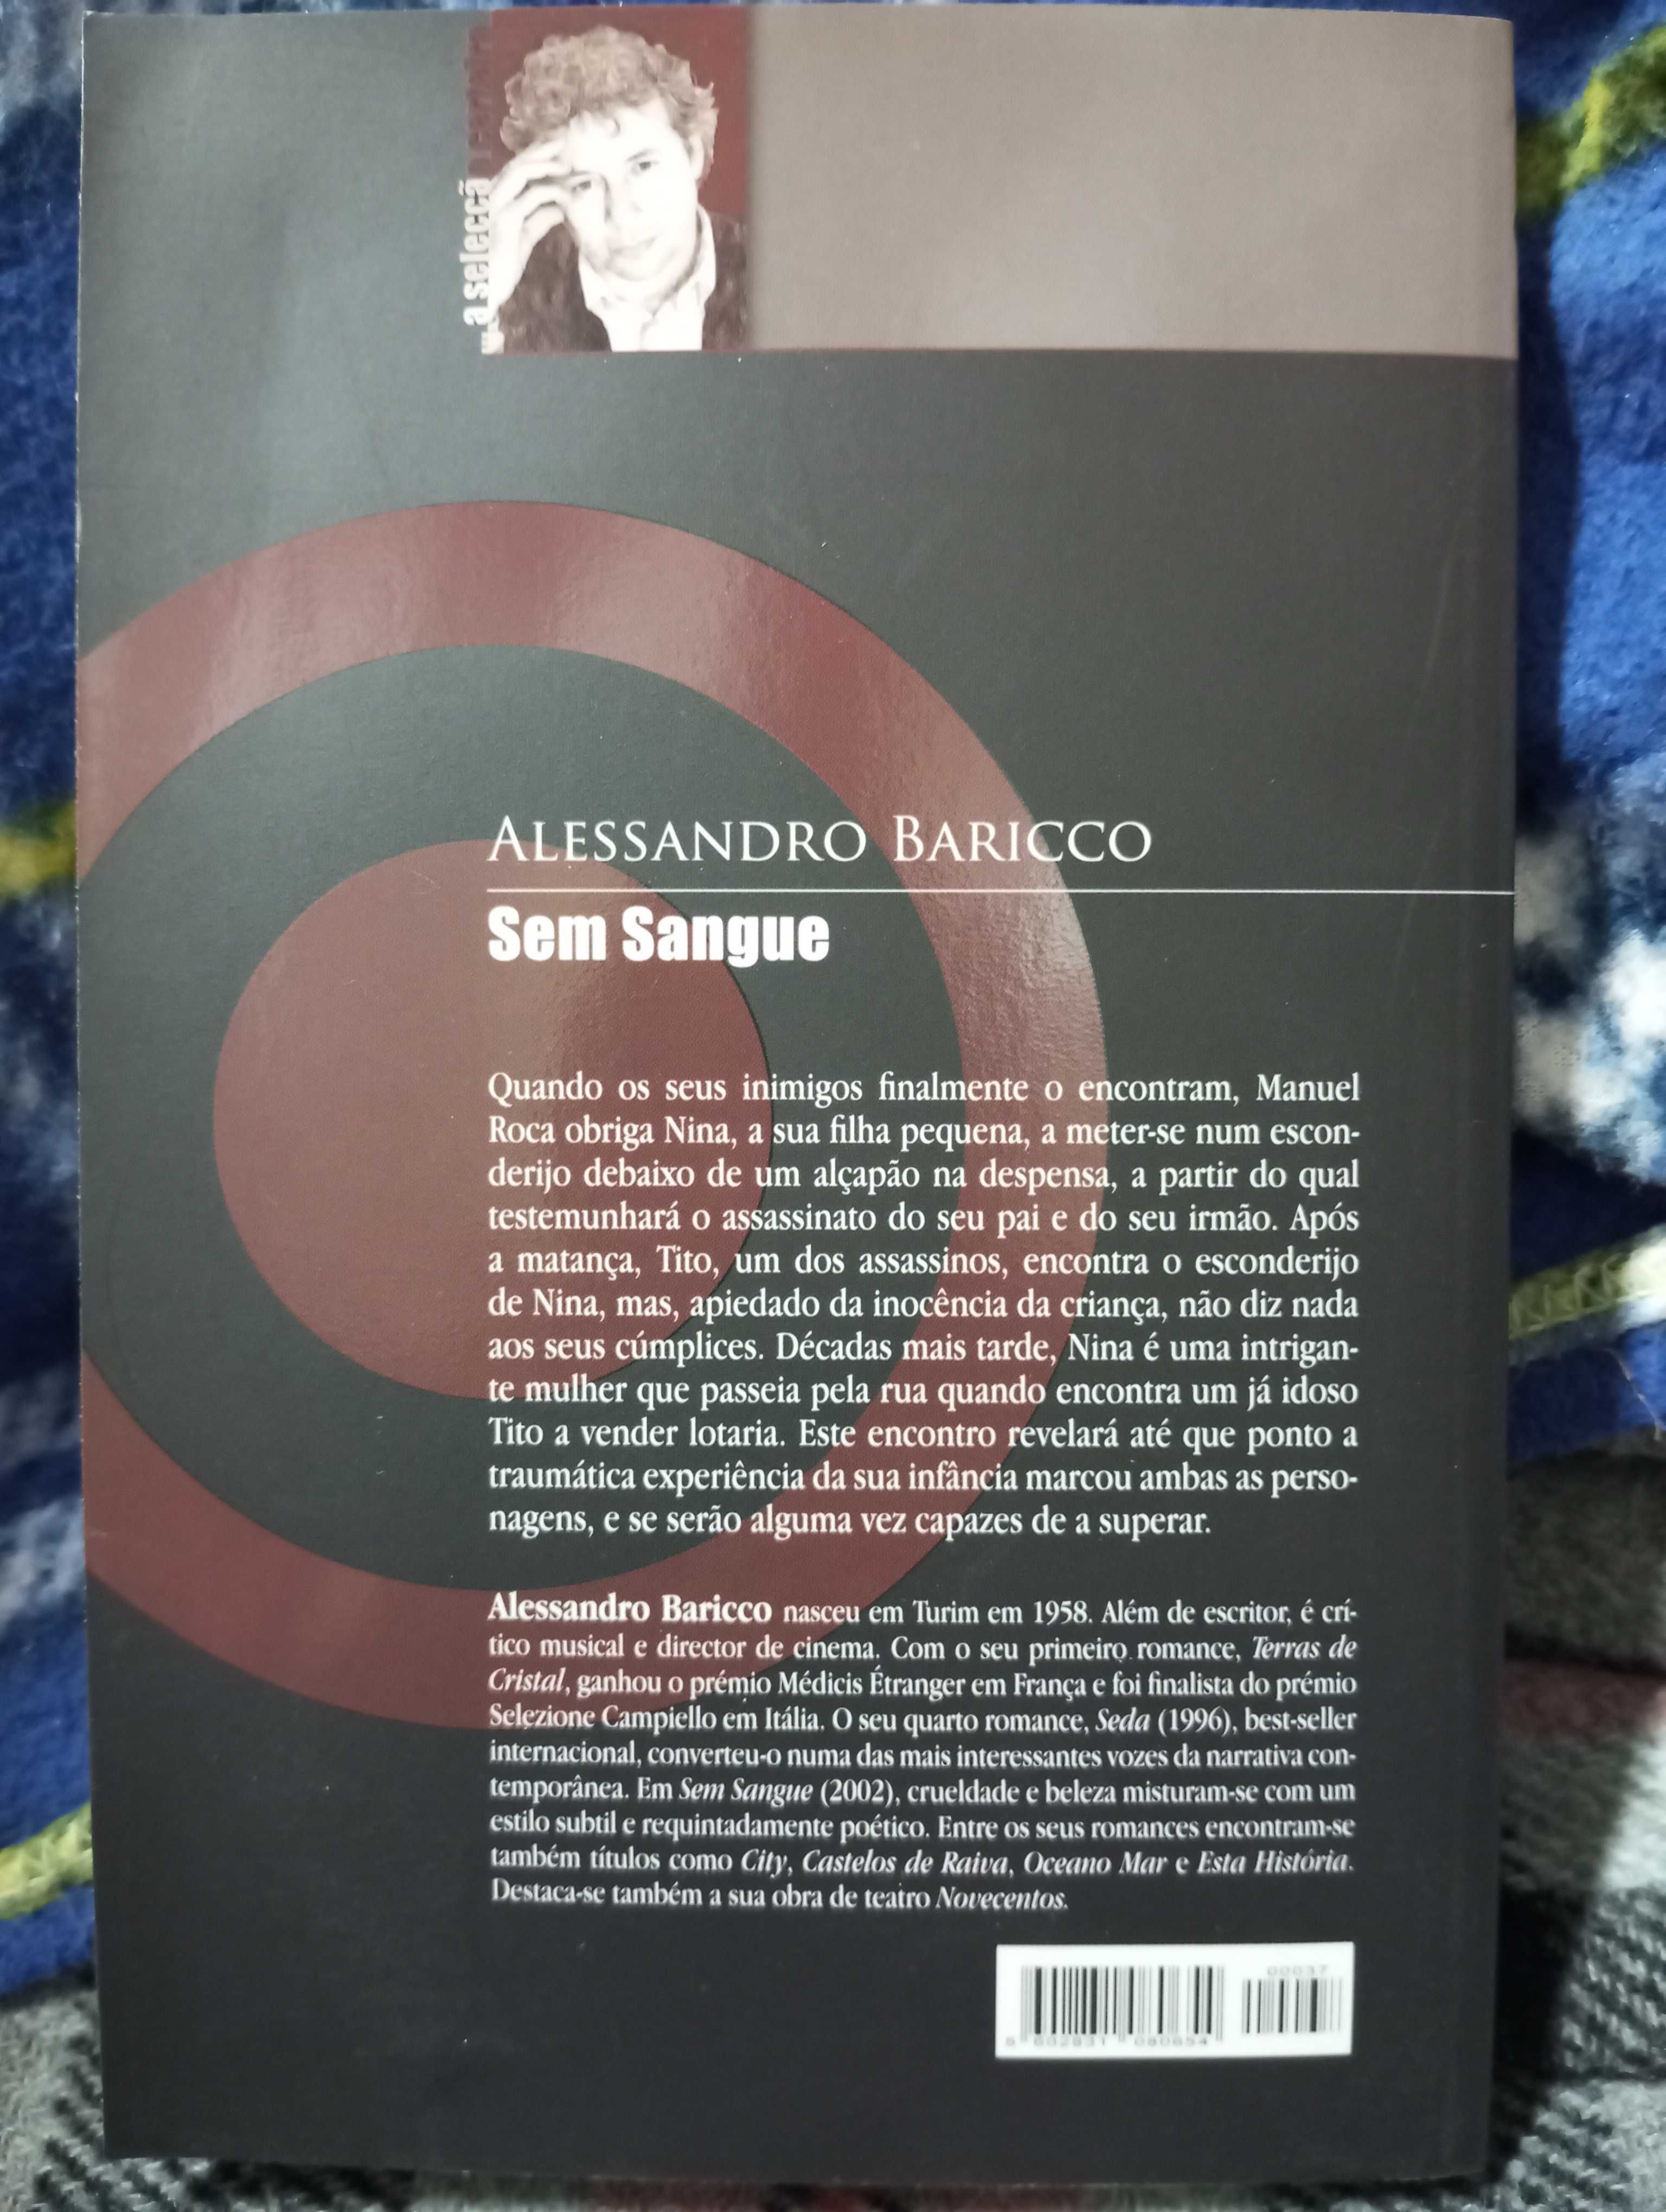 a selecçã
ALESSANDRO BARICCO
Sem Sangue
Quando os seus inimigos finalmente o encontram, Manuel
Roca obriga Nina, a sua filha pequena, a meter-se num escon-
derijo debaixo de um alçapão na despensa, a partir do qual
testemunhará o assassinato do seu pai e do seu irmão. Após
a matança, Tito, um dos assassinos, encontra o esconderijo
de Nina, mas, apiedado da inocência da criança, não diz nada
aos seus cúmplices. Décadas mais tarde, Nina é uma intrigan-
te mulher que passeia pela rua quando encontra um já idoso
Tito a vender lotaria. Este encontro revelará até que ponto a
traumática experiência da sua infância marcou ambas as perso-
nagens, e se serão alguma vez capazes de a superar.
Alessandro Baricco nasceu em Turim em 1958. Além de escritor, é crí-
tico musical e director de cinema. Com o seu primeiro romance, Terras de
Cristal, ganhou o prémio Médicis Étranger em França e foi finalista do prémio
Selezione Campiello em Itália. O seu quarto romance, Seda (1996), best-seller
internacional, converteu-o numa das mais interessantes vozes da narrativa con-
temporânea. Em Sem Sangue (2002), crueldade e beleza misturam-se com um
estilo subtil e requintadamente poético. Entre os seus romances encontram-se
também títulos como City, Castelos de Raiva, Oceano Mar e Esta História.
Destaca-se também a sua obra de teatro Novecentos.
00037
5 602831 080654